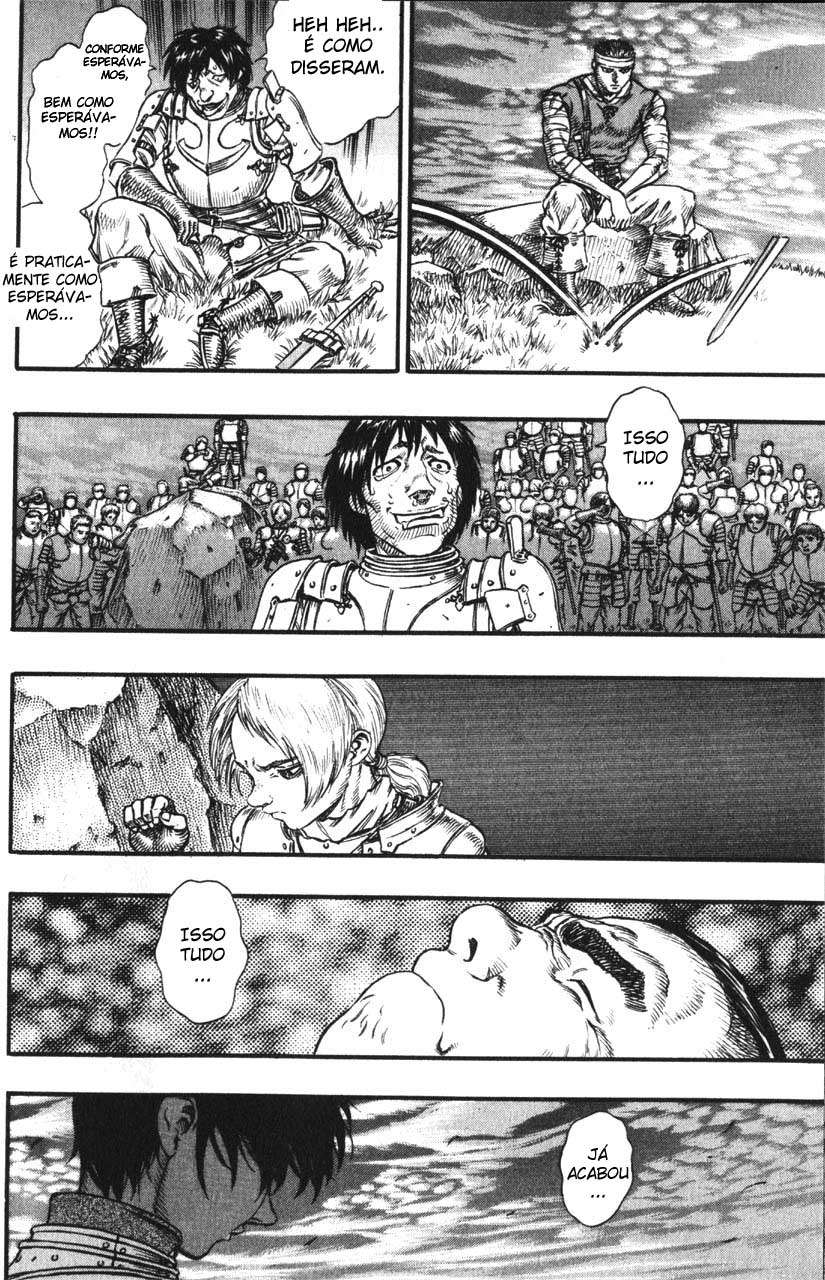 HEH HEH..
É COMO
DISSERAM.
CONFORME
ESPERÁVA-
MOS,
BEM COMO
ESPERÁVA-
MOS!!
É PRATICA-
MENTE COMO
ESPERÁVA-
MOS...
ISSO
TUDO
...
ISSO
TUDO
...
JÁ
ACABOU
...